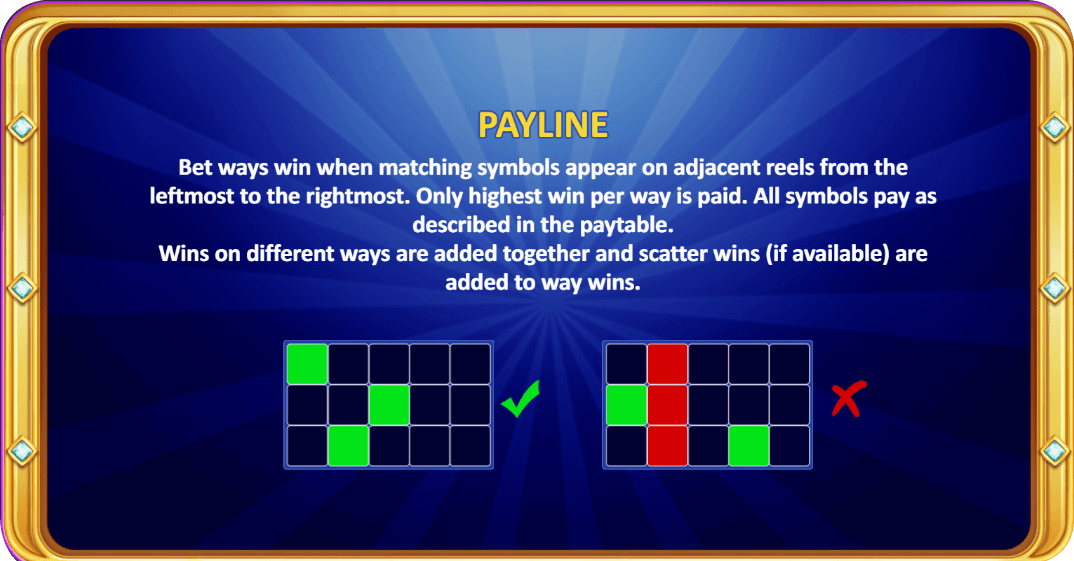 PAYLINE
Bet ways win when matching symbols appear on adjacent reels from the
leftmost to the rightmost. Only highest win per way is paid. All symbols pay as
described in the paytable.
Wins on different ways are added together and scatter wins (if available) are
added to way wins.